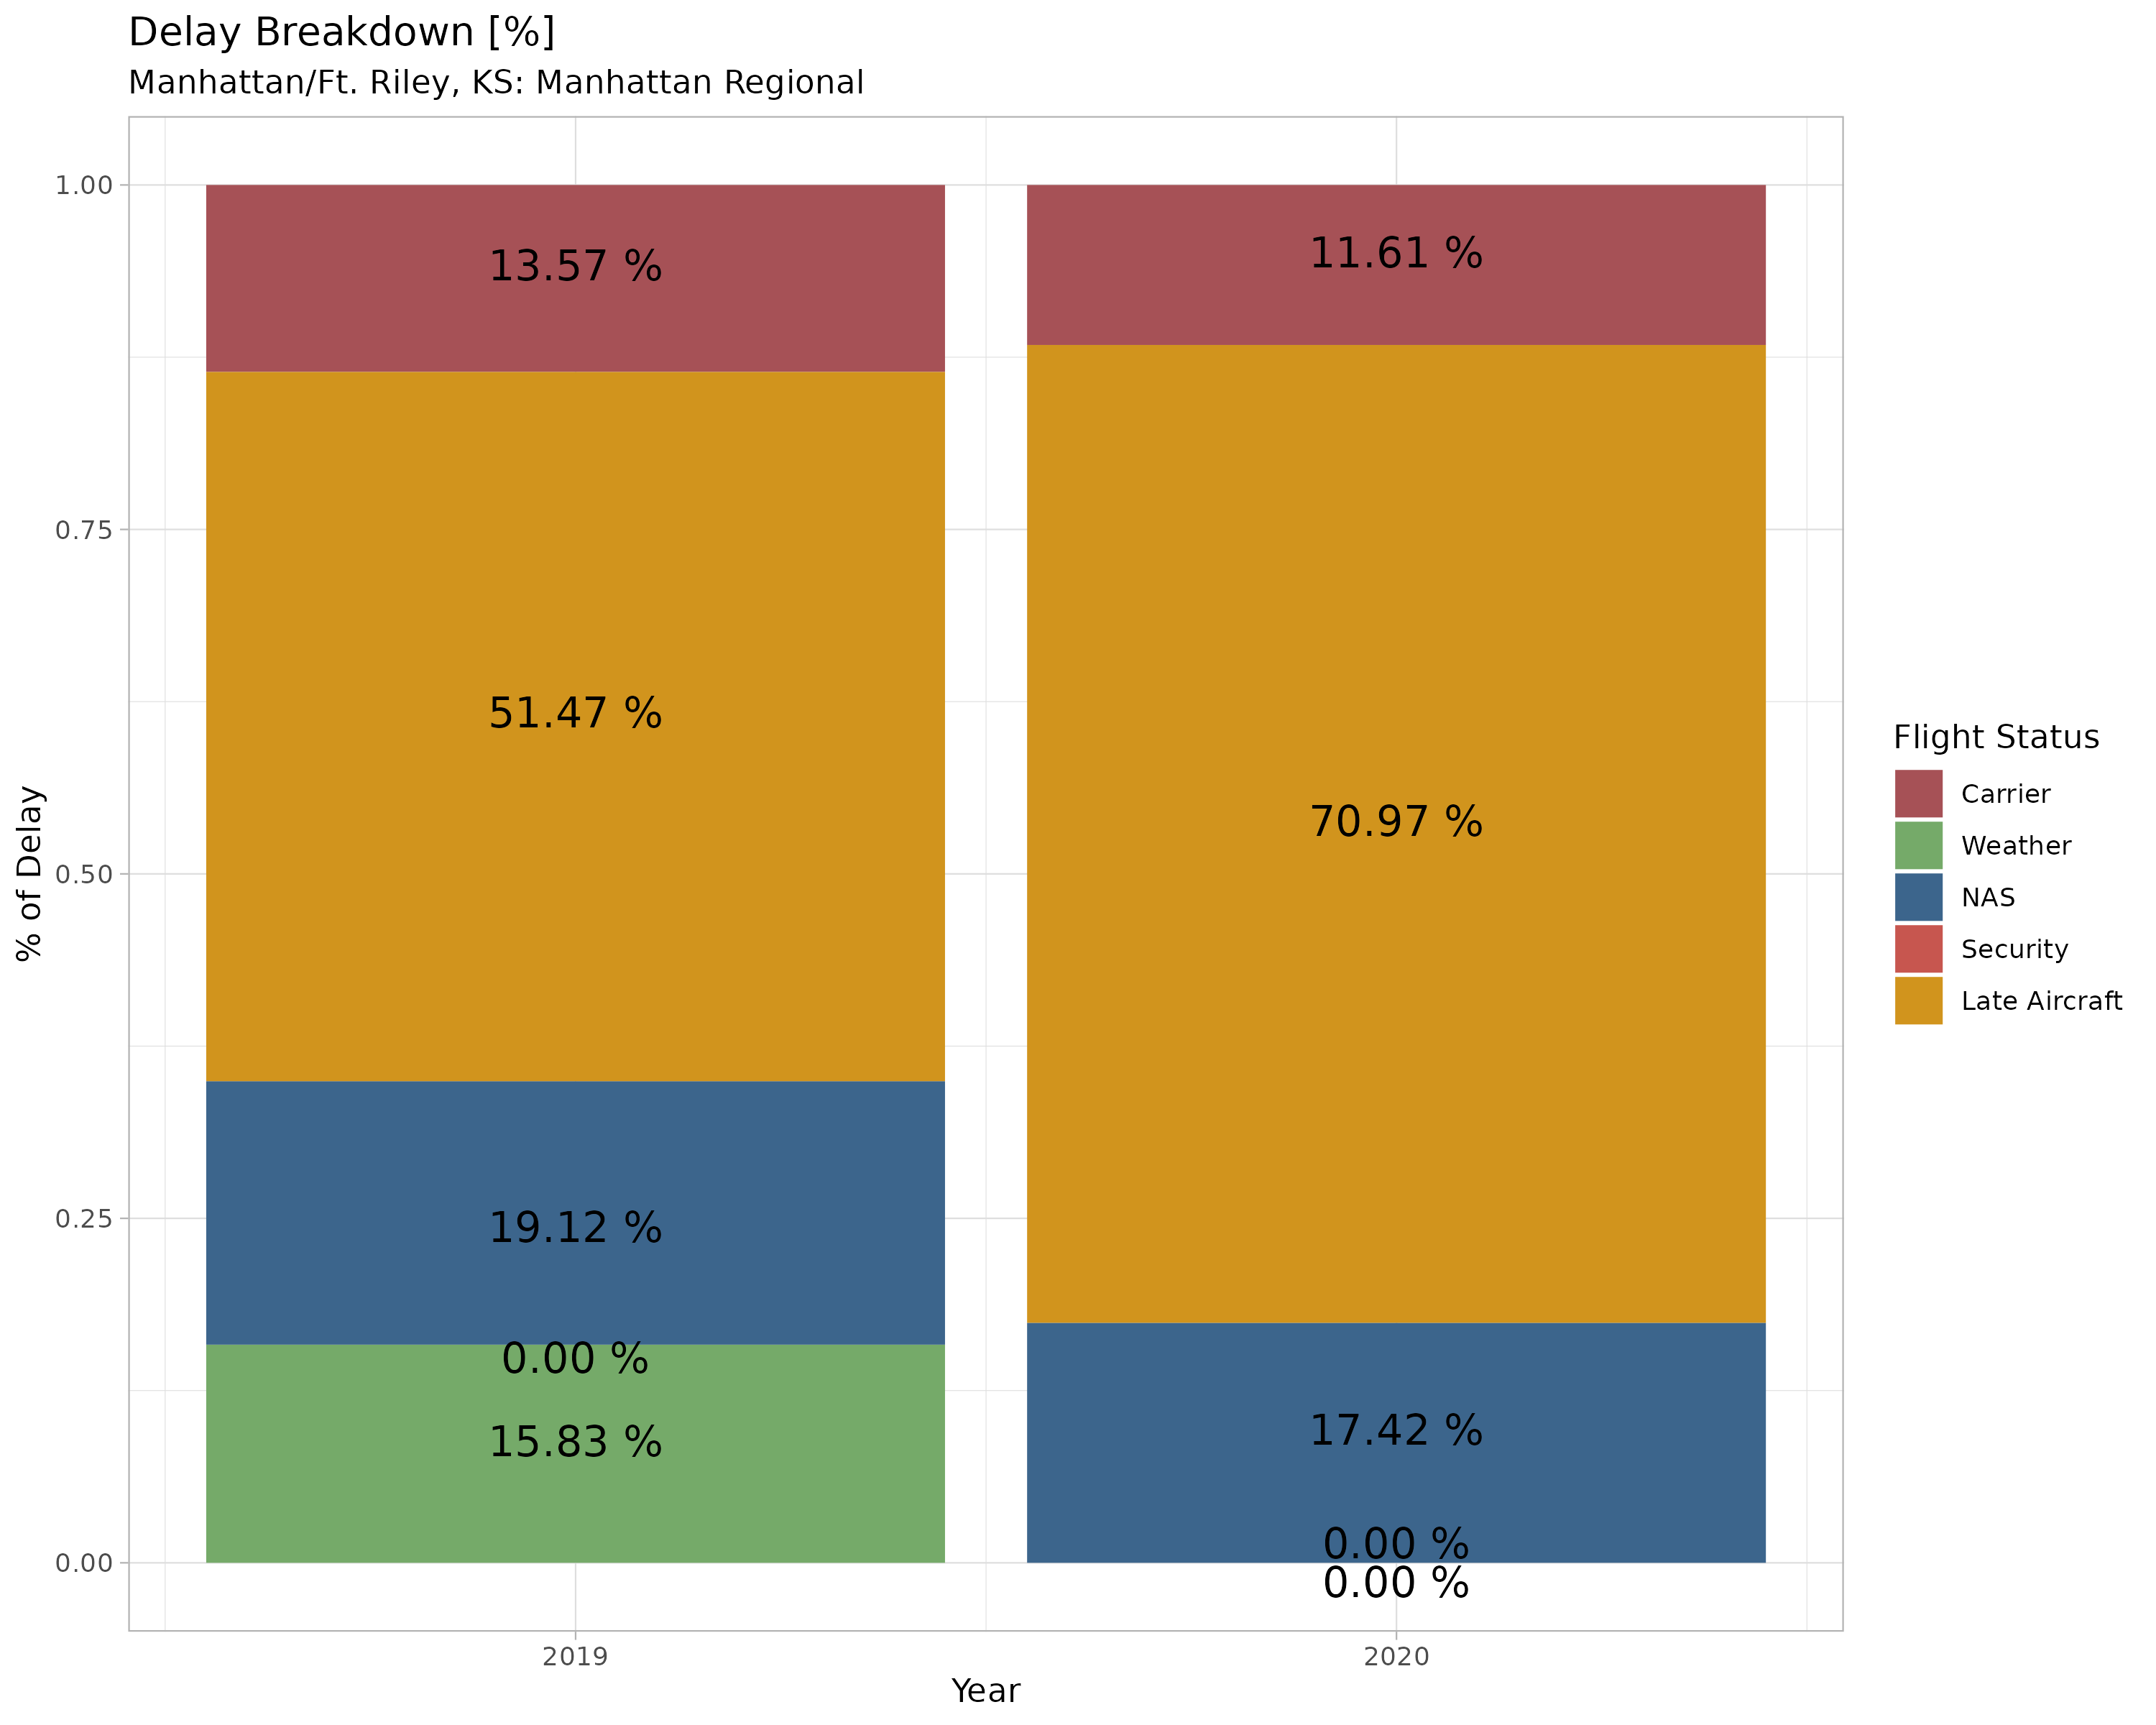 Delay Breakdown [%]
Manhattan/Ft. Riley, KS: Manhattan Regional
% of Delay
1.00
0.75
0.50
0.25
0.00
13.57 %
51.47 %
19.12 %
0.00 %
15.83 %
11.61 %
70.97 %
17.42 %
0.00 %
0.00 %
2019
2020
Year
Flight Status
Carrier
Weather
NAS
Security
Late Aircraft